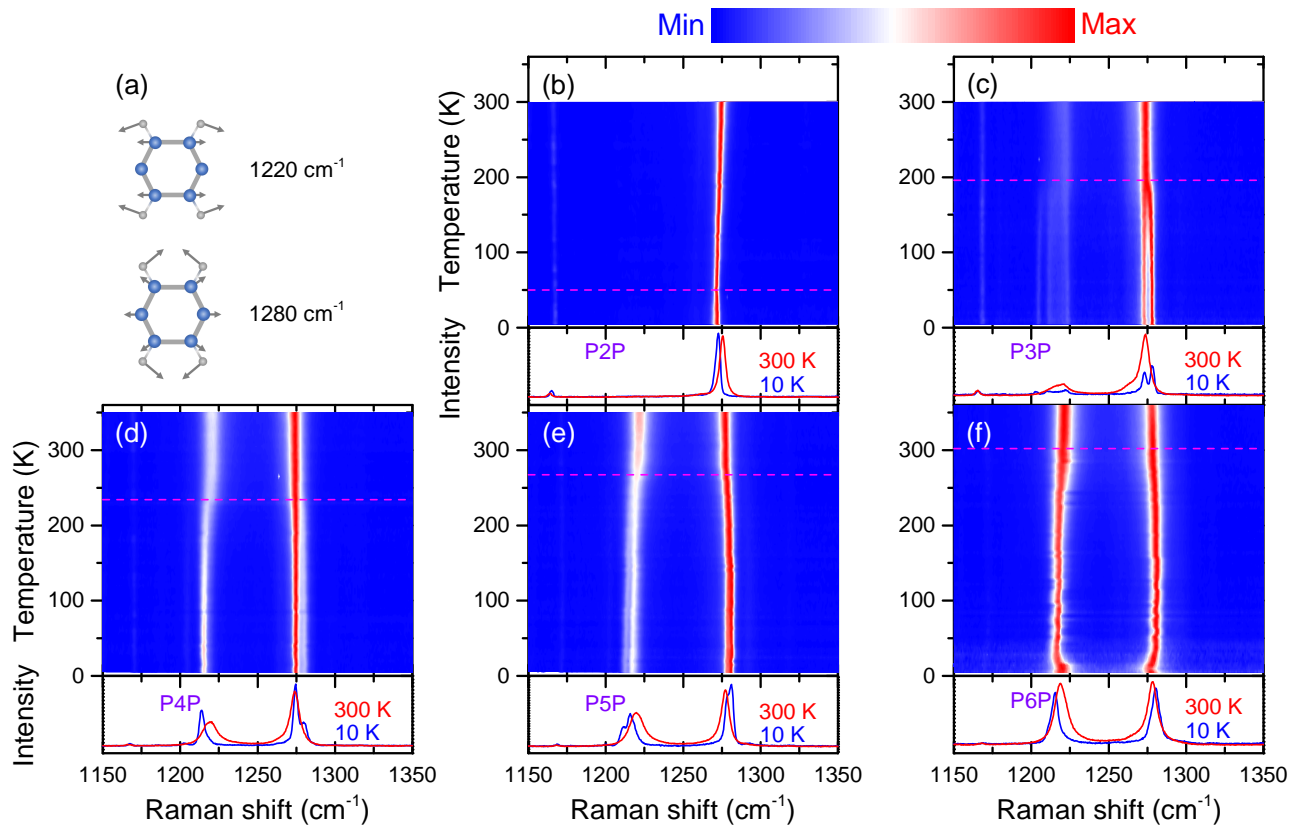 Min Max
(a)
1220 cm-1
1280 cm-1
(b)
Temperature (K)
300
200
100
0
Intensity
P2P
300 K
10 K
(c)
300
200
100
0
P3P
300 K
10 K
(d)
Temperature (K)
300
200
100
0
Intensity
P4P
300 K
10 K
1150 1200 1250 1300 1350
Raman shift (cm-1)
(e)
300
200
100
0
P5P
300 K
10 K
1150 1200 1250 1300 1350
Raman shift (cm-1)
(f)
300
200
100
0
P6P
300 K
10 K
1150 1200 1250 1300 1350
Raman shift (cm-1)